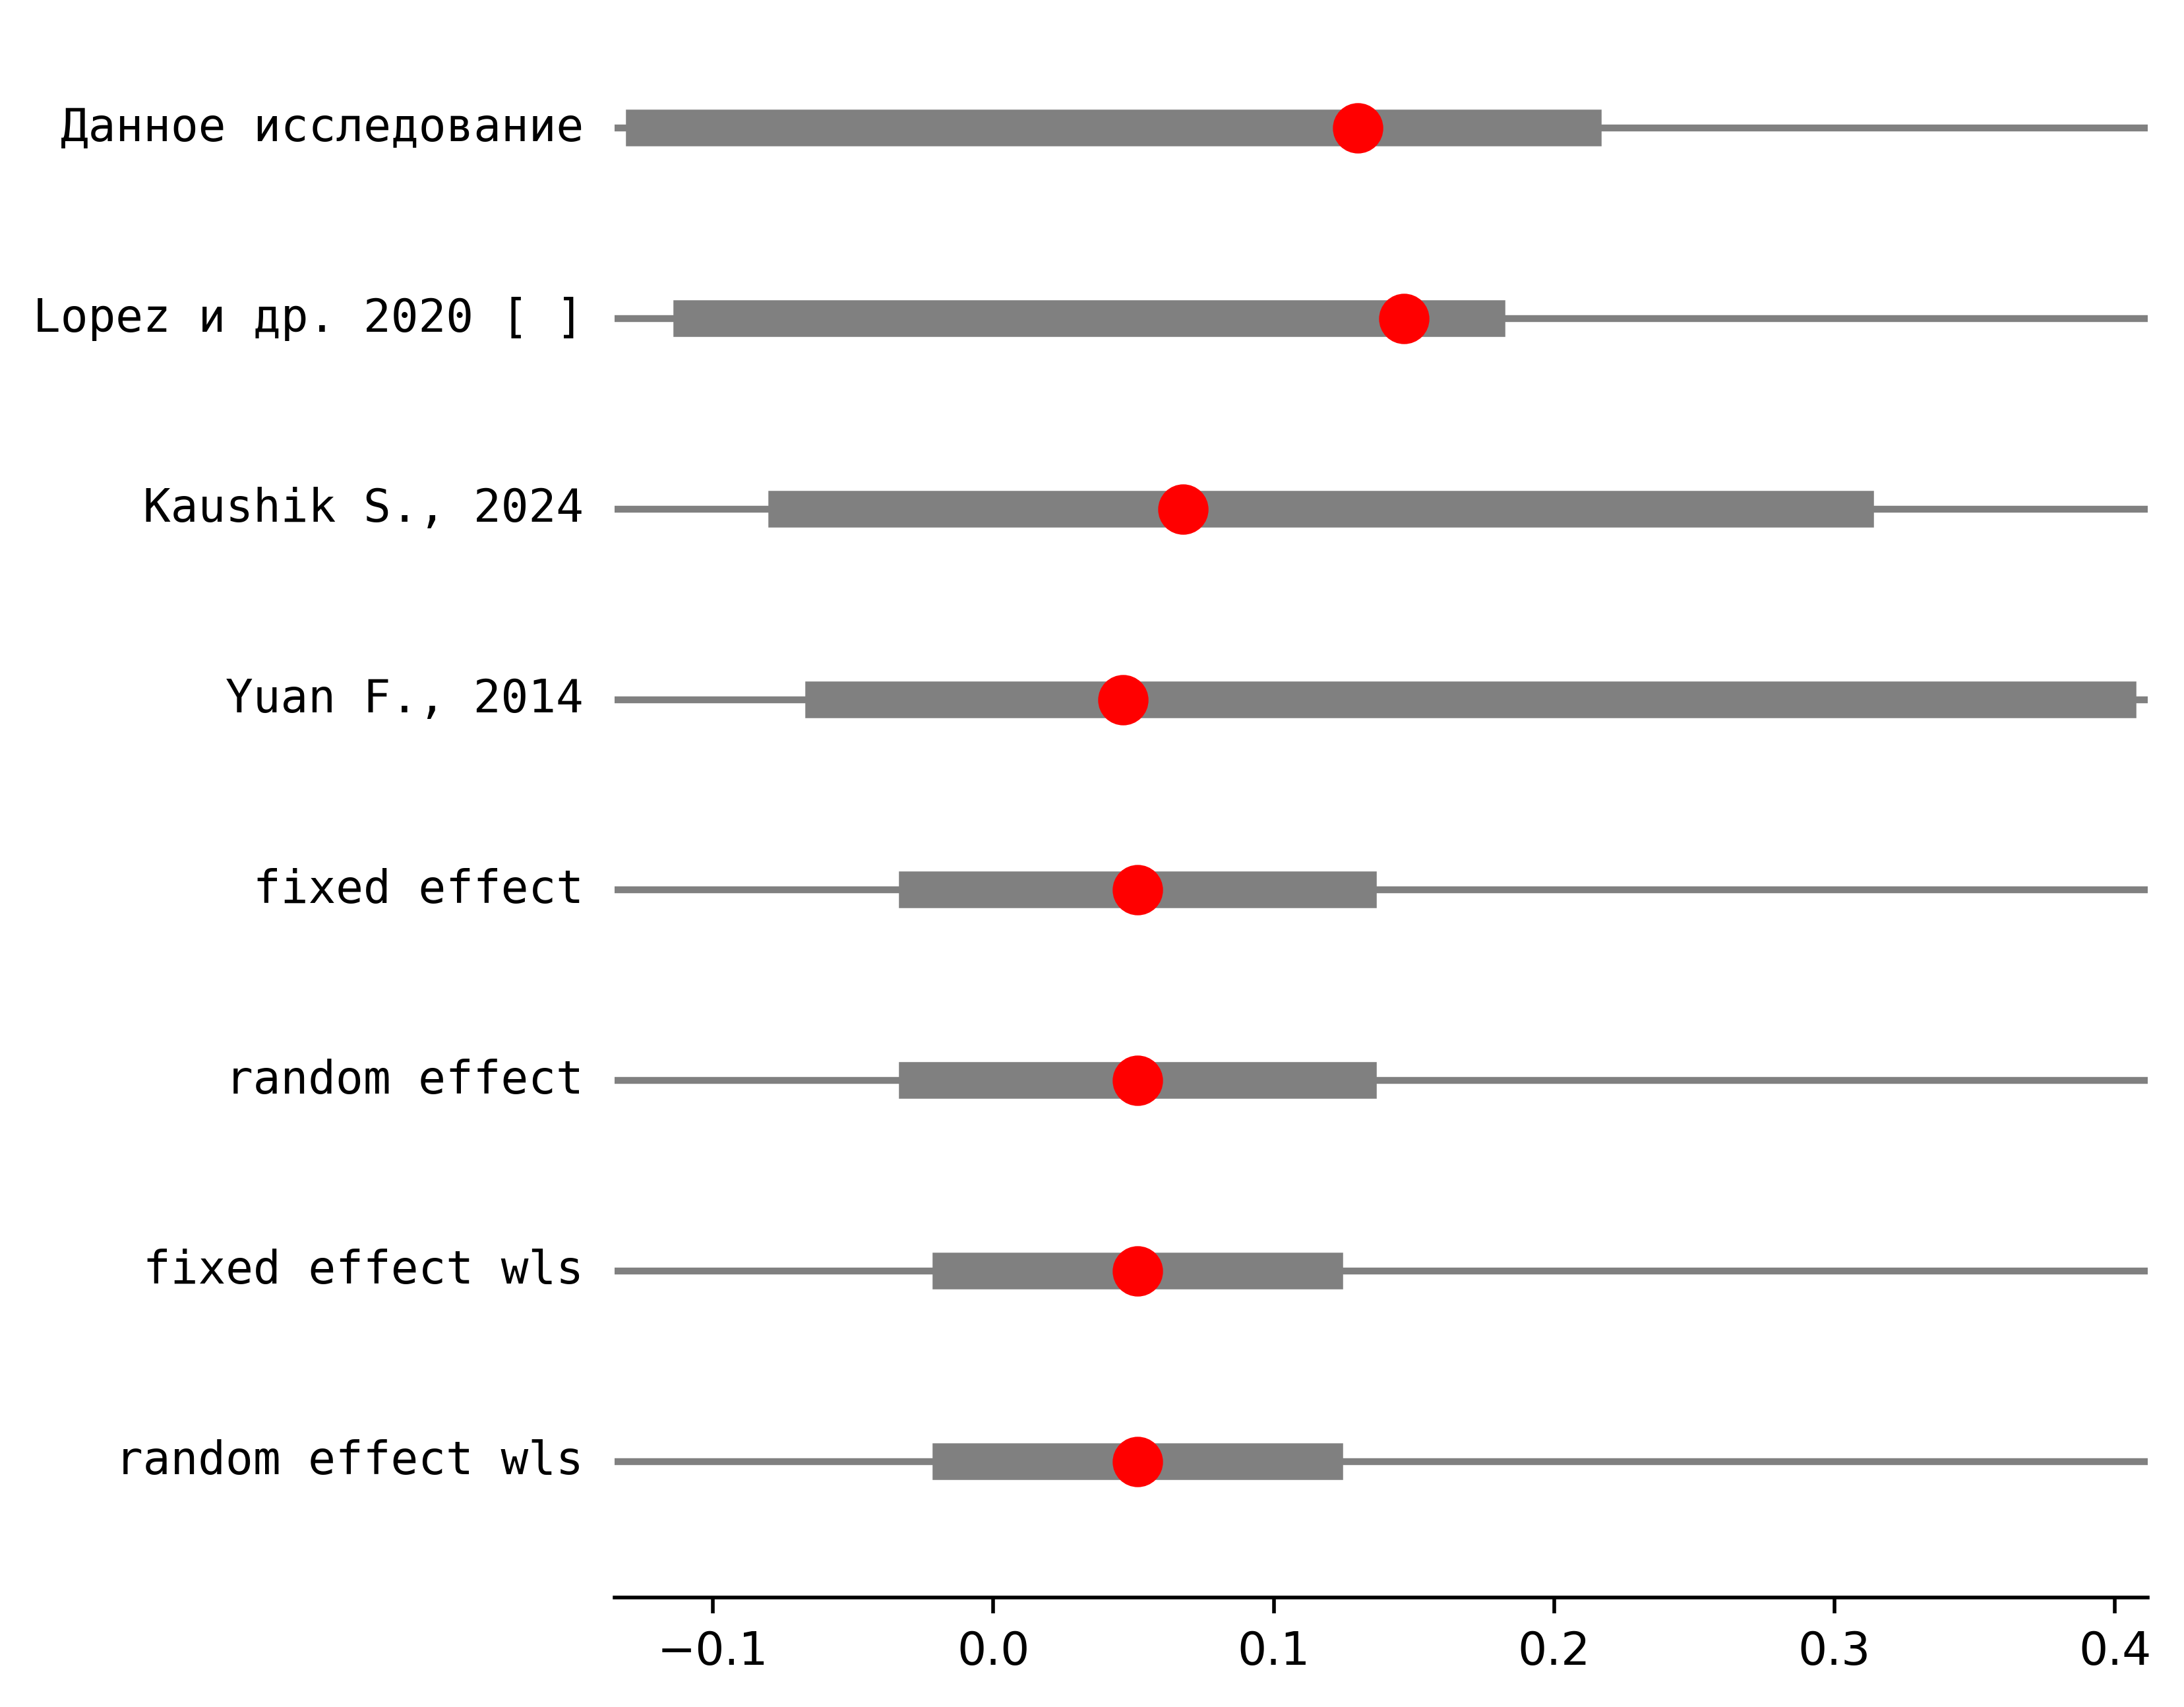 Данное исследование
Lopez и др. 2020 [ ]
Kaushik S., 2024
Yuan F., 2014
fixed effect
random effect
fixed effect wls
random effect wls
−0.1 0.0 0.1 0.2 0.3 0.4